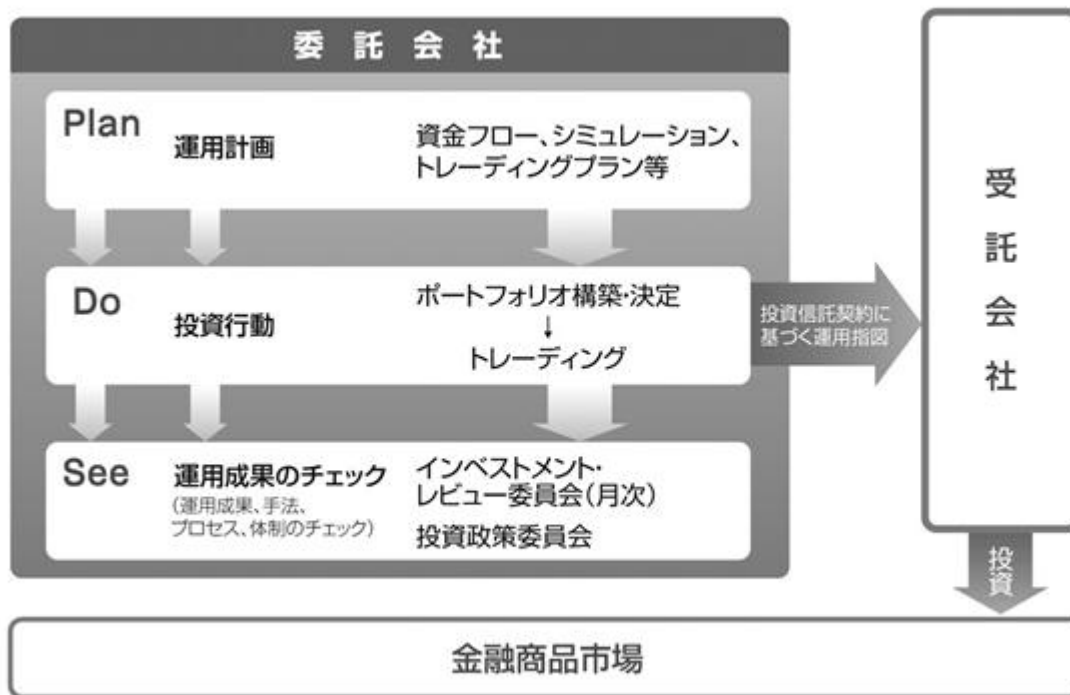 委託会社
Plan
運用計画
資金フロー、シミュレーション、
トレーディングプラン等
Do
投資行動
ポートフォリオ構築・決定
↓
トレーディング
See
運用成果のチェック
(運用成果、手法、
プロセス、体制のチェック)
インベストメント・
レビュー委員会(月次)
投資政策委員会
投資信託契約に
基づく運用指図
受託会社
投資
金融商品市場